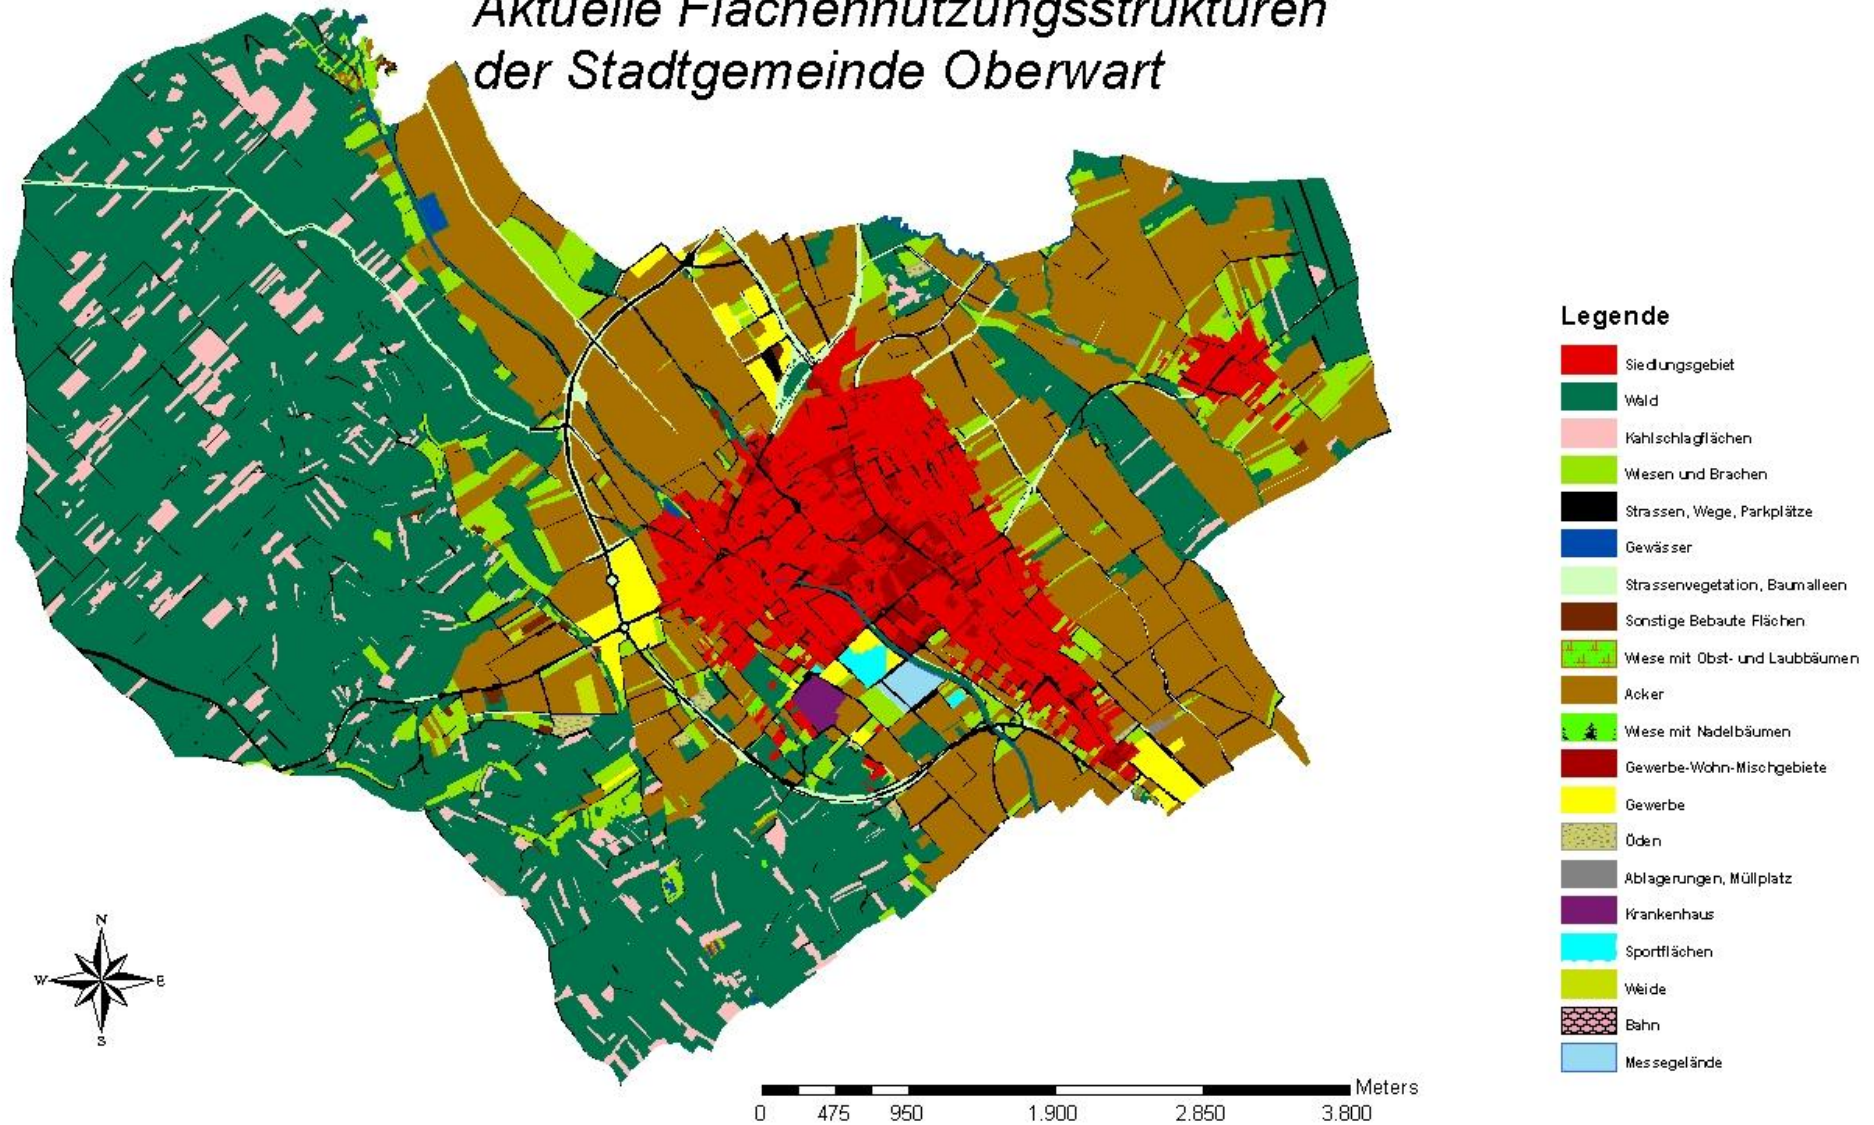 Aktuelle Flächennutzungsstrukturen
der Stadtgemeinde Oberwart
Legende
Siedlungsgebiet
Wald
Kahlschlagflächen
Wiesen und Brachen
Strassen, Wege, Parkplätze
Gewässer
Strassenvegetation, Baumalleen
Sonstige Bebaute Flächen
Wiese mit Obst- und Laubbäumen
Acker
Wiese mit Nadelbäumen
Gewerbe-Wohn-Mischgebiete
Gewerbe
Öden
Ablagerungen, Müllplatz
Krankenhaus
Sportflächen
Weide
Bahn
Messegelände
N
W E
S
Meters
0 475 950 1.900 2.850 3.800